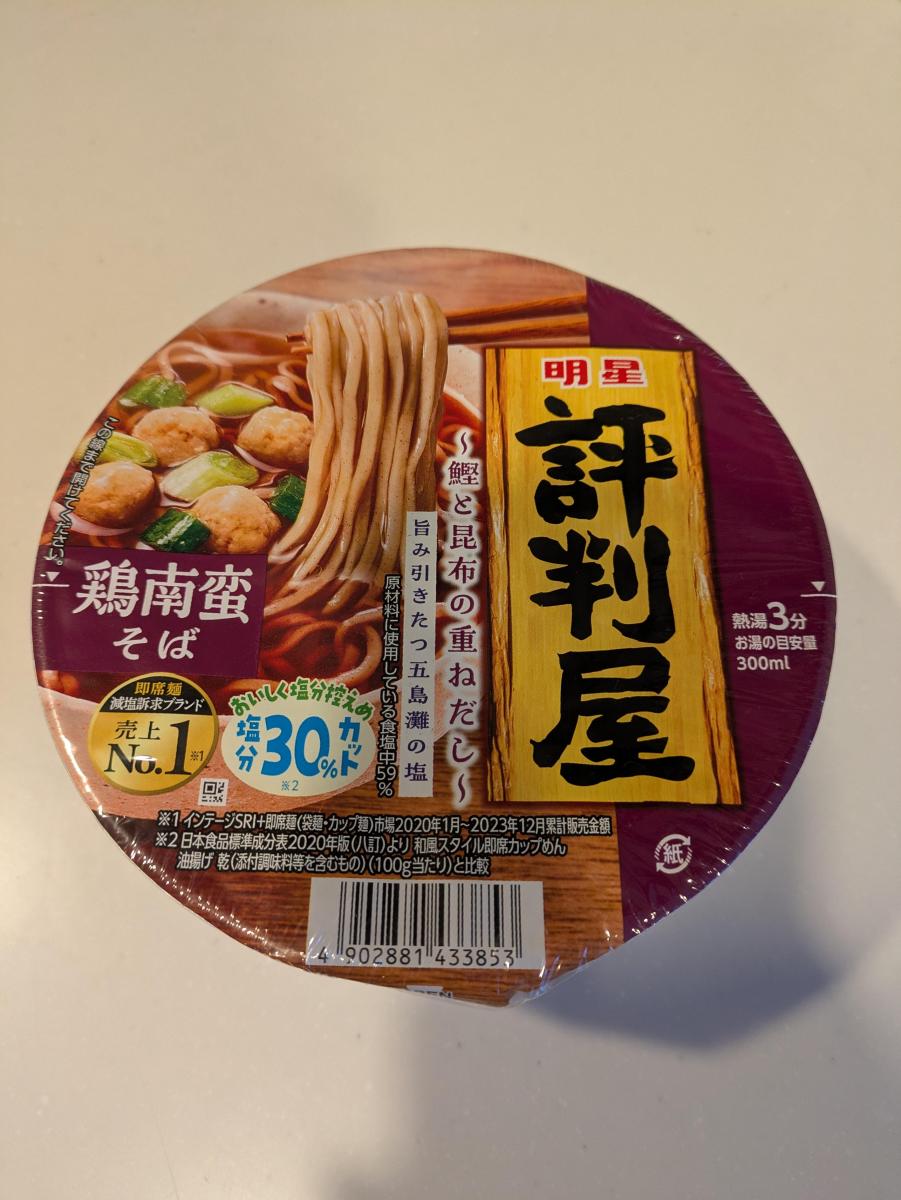 明星
評判屋
～鰹と昆布の重ねだし～
旨み引きたつ五島灘の塩
原材料に使用している食塩中59%
この線まで開けてください。
鶏南蛮
そば
熱湯3分
お湯の目安量
300ml
即席麺
減塩訴求ブランド
売上
No.1※1
おいしく塩分控えめ
塩分30%カット
※2
※1 インテージSRI+即席麺(袋麺・カップ麺)市場2020年1月～2023年12月累計販売金額
※2 日本食品標準成分表2020年版(八訂)より 和風スタイル即席カップめん
油揚げ 乾(添付調味料等を含むもの)(100g当たり)と比較
紙
4 902881 433853